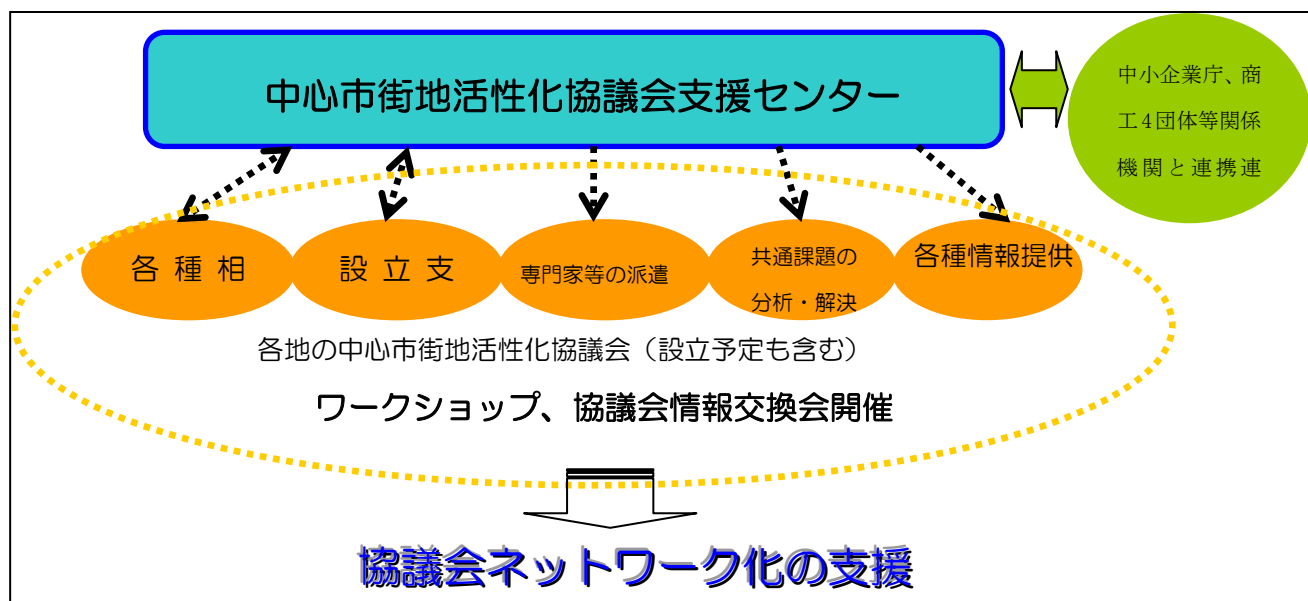 中心市街地活性化協議会支援センター
中小企業庁、商
工4団体等関係
機関と連携連
各種相
設立支
専門家等の派遣
共通課題の
分析・解決
各種情報提供
各地の中心市街地活性化協議会（設立予定も含む）
ワークショップ、協議会情報交換会開催
協議会ネットワーク化の支援